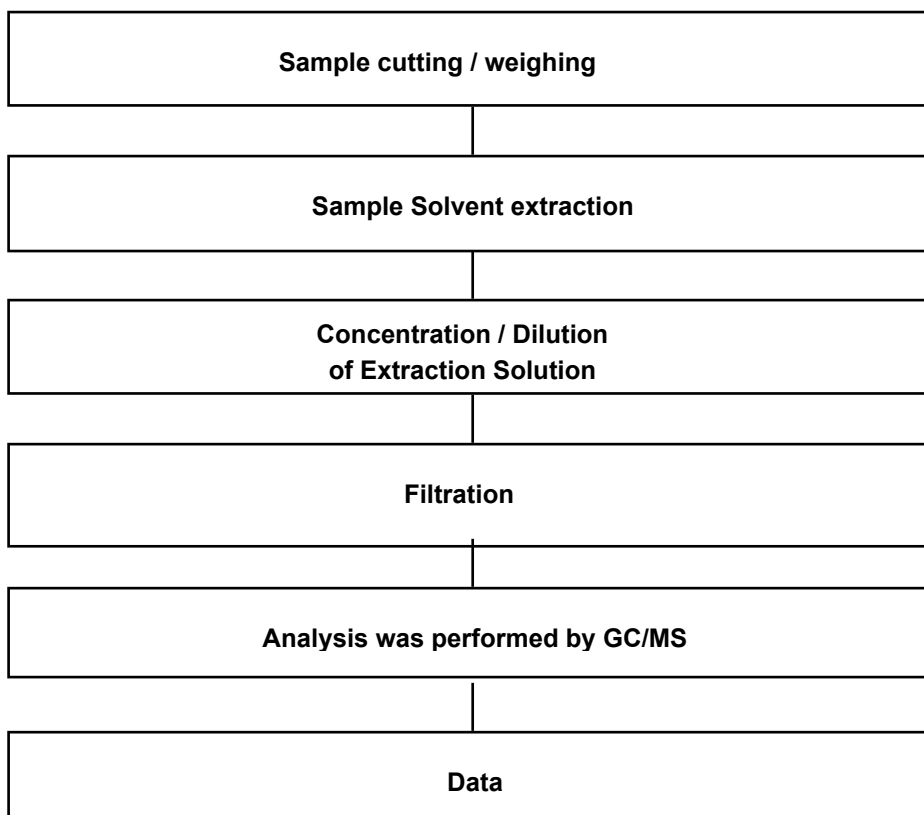 Sample cutting / weighing
Sample Solvent extraction
Concentration / Dilution
of Extraction Solution
Filtration
Analysis was performed by GC/MS
Data